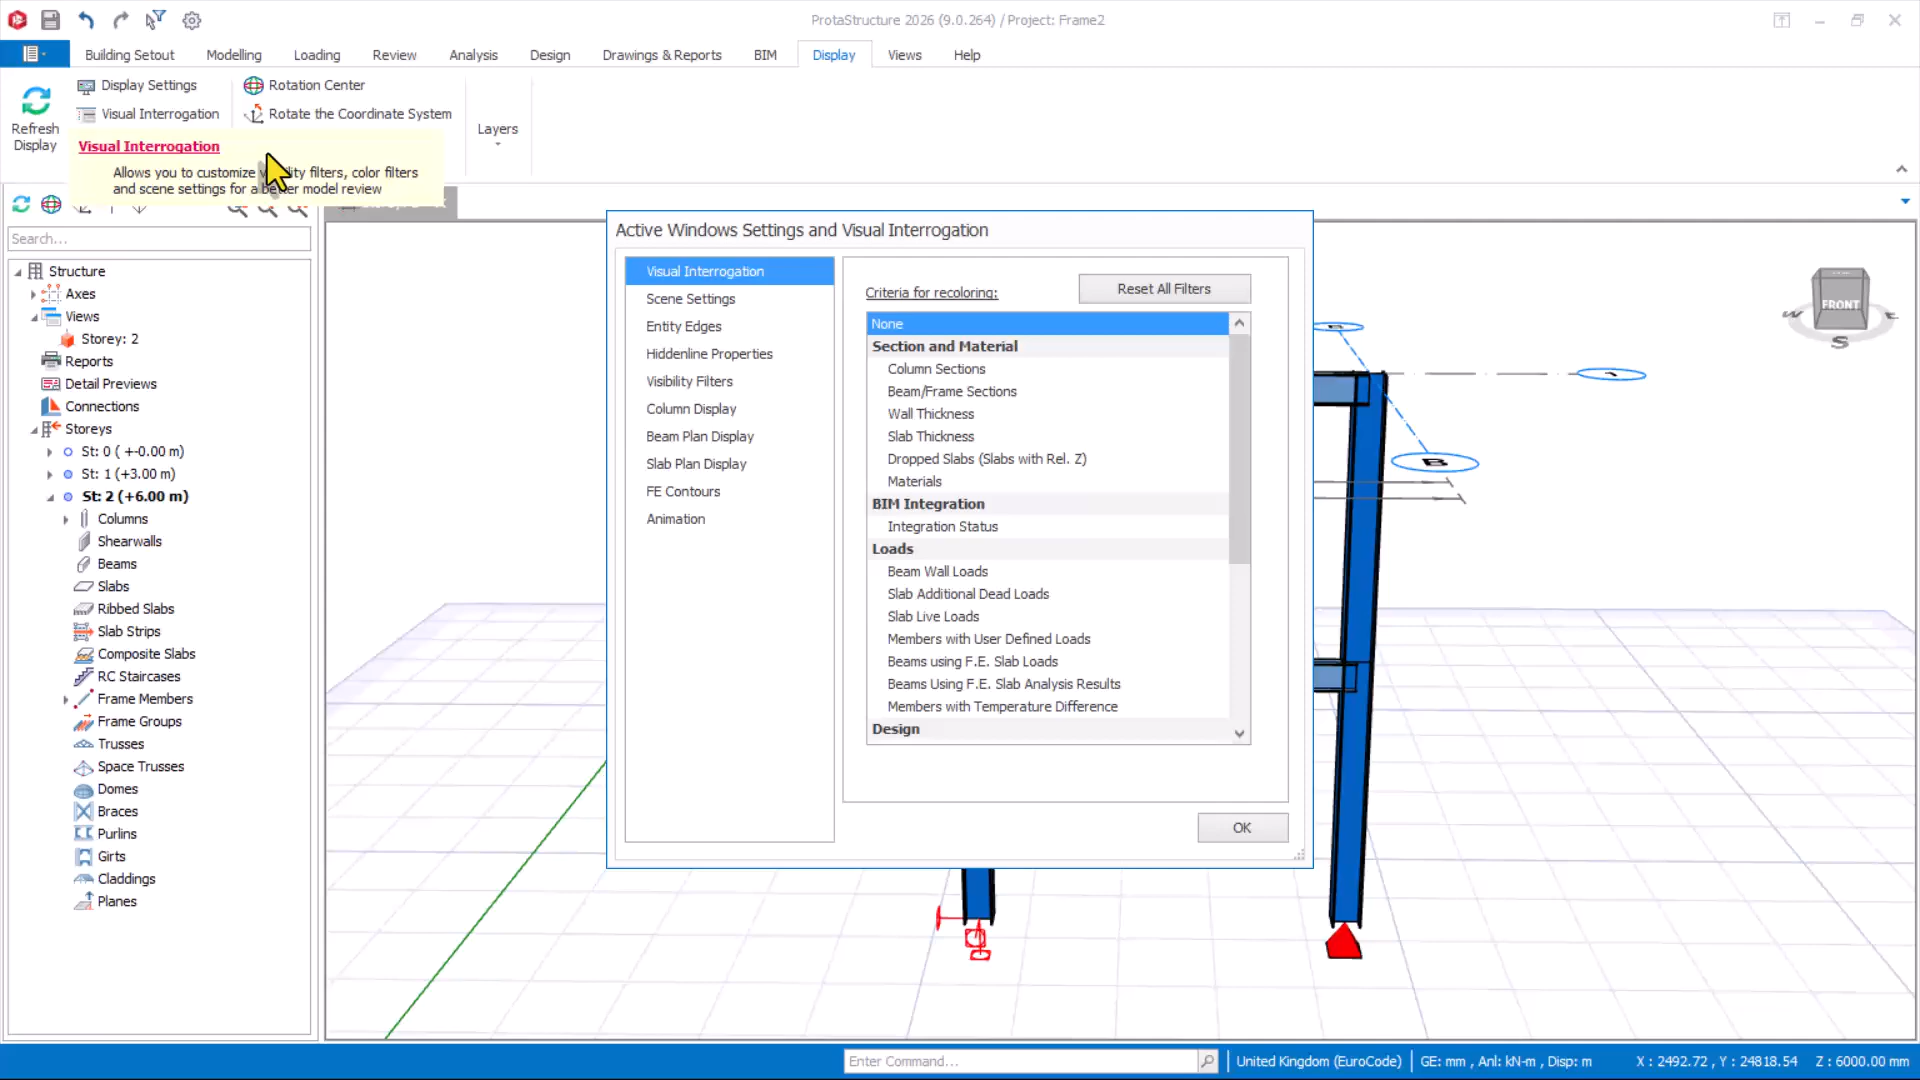 ProtaStructure 2026 (9.0.264) / Project: Frame2
Building Setout
Modelling
Loading
Review
Analysis
Design
Drawings & Reports
BIM
Display
Views
Help
Refresh
Display
Display Settings
Visual Interrogation
Rotation Center
Rotate the Coordinate System
Layers
Visual Interrogation
Allows you to customize filters, color filters
and scene settings for a better model review
Search...
Structure
Axes
Views
Storey: 2
Reports
Detail Previews
Connections
Storeys
St: 0 ( +-0.00 m)
St: 1 (+3.00 m)
St: 2 (+6.00 m)
Columns
Shearwalls
Beams
Slabs
Ribbed Slabs
Slab Strips
Composite Slabs
RC Staircases
Frame Members
Frame Groups
Trusses
Space Trusses
Domes
Braces
Purlins
Girts
Claddings
Planes
Active Windows Settings and Visual Interrogation
Visual Interrogation
Scene Settings
Entity Edges
Hiddenline Properties
Visibility Filters
Column Display
Beam Plan Display
Slab Plan Display
FE Contours
Animation
Criteria for recoloring:
Reset All Filters
None
Section and Material
Column Sections
Beam/Frame Sections
Wall Thickness
Slab Thickness
Dropped Slabs (Slabs with Rel. Z)
Materials
BIM Integration
Integration Status
Loads
Beam Wall Loads
Slab Additional Dead Loads
Slab Live Loads
Members with User Defined Loads
Beams using F.E. Slab Loads
Beams Using F.E. Slab Analysis Results
Members with Temperature Difference
Design
OK
FRONT
W
E
S
B
Enter Command...
United Kingdom (EuroCode)
GE: mm , Anl: kN-m , Disp: m
X : 2492.72 , Y : 24818.54
Z : 6000.00 mm